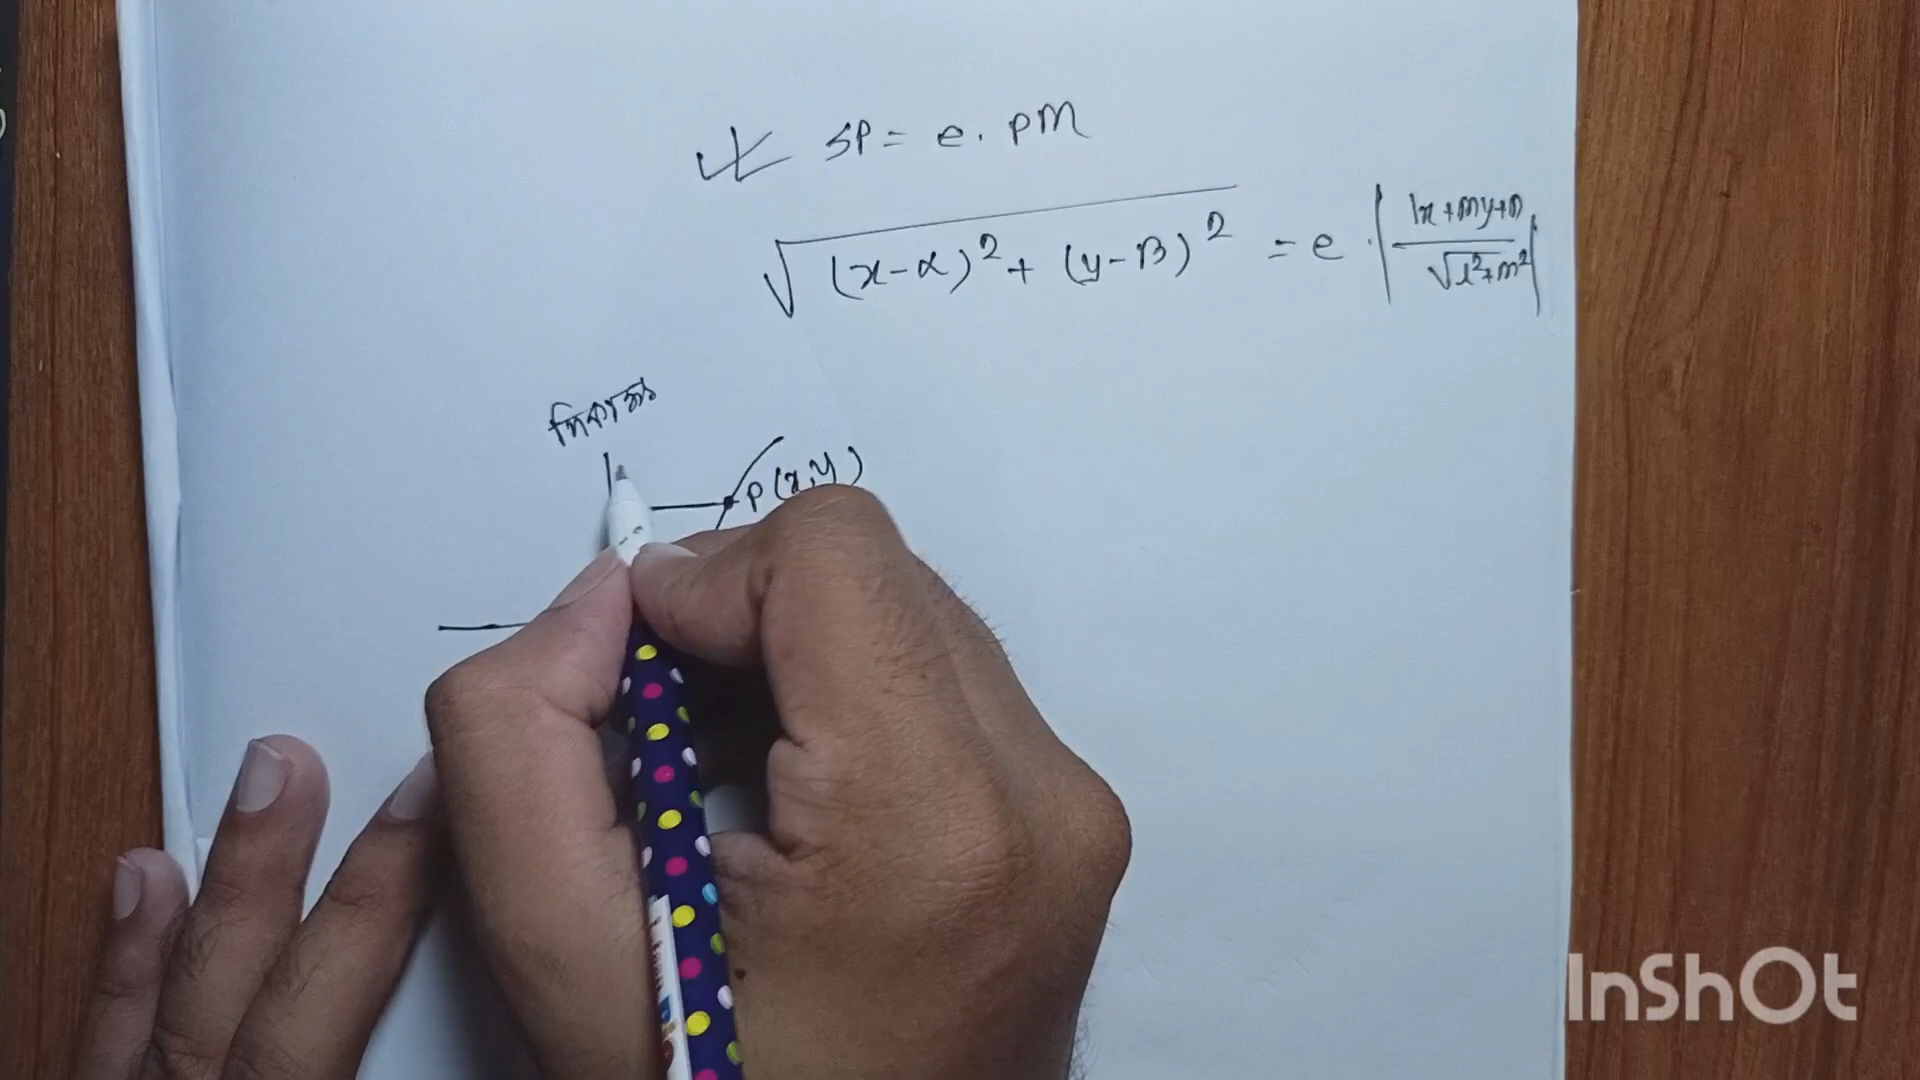 SP = e. PM
√(x-α)² + (y-β)² = e . |lx+my+n / √l²+m²|
নিয়ামক
P(x,y)
InShOt